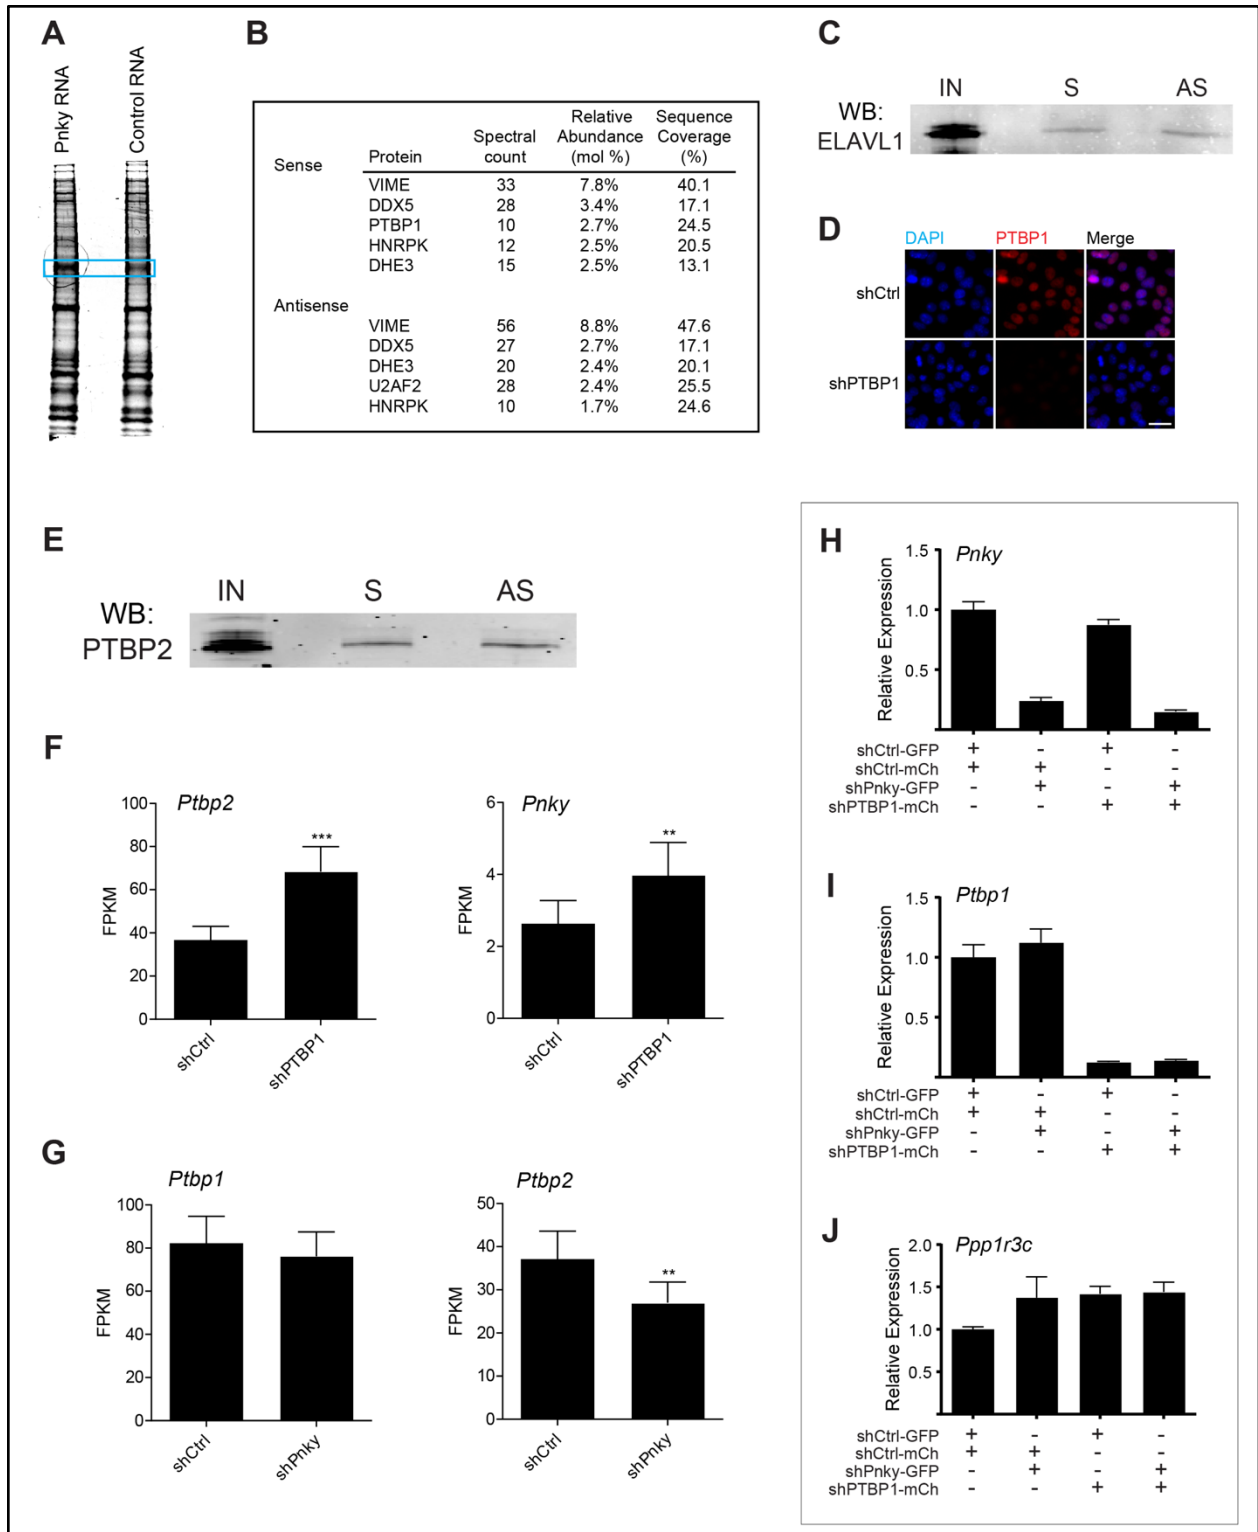 A
Pnky RNA
Control RNA
B
Protein
Spectral count
Relative Abundance (mol %)
Sequence Coverage (%)
Sense
VIME 33 7.8% 40.1
DDX5 28 3.4% 17.1
PTBP1 10 2.7% 24.5
HNRPK 12 2.5% 20.5
DHE3 15 2.5% 13.1
Antisense
VIME 56 8.8% 47.6
DDX5 27 2.7% 17.1
DHE3 20 2.4% 20.1
U2AF2 28 2.4% 25.5
HNRPK 10 1.7% 24.6
C
IN S AS
WB:
ELAVL1
D
DAPI PTBP1 Merge
shCtrl
shPTBP1
E
IN S AS
WB:
PTBP2
F
Ptbp2
FPKM
100
80
60
40
20
0
***
shCtrl
shPTBP1
Pnky
FPKM
6
4
2
0
**
shCtrl
shPTBP1
G
Ptbp1
FPKM
100
80
60
40
20
0
shCtrl
shPnky
Ptbp2
FPKM
50
40
30
20
10
0
**
shCtrl
shPnky
H
Pnky
Relative Expression
1.5
1.0
0.5
shCtrl-GFP + - + -
shCtrl-mCh + + - -
shPnky-GFP - + - +
shPTBP1-mCh - - + +
I
Ptbp1
Relative Expression
1.5
1.0
0.5
shCtrl-GFP + - + -
shCtrl-mCh + + - -
shPnky-GFP - + - +
shPTBP1-mCh - - + +
J
Ppp1r3c
Relative Expression
2.0
1.5
1.0
0.5
shCtrl-GFP + - + -
shCtrl-mCh + + - -
shPnky-GFP - + - +
shPTBP1-mCh - - + +